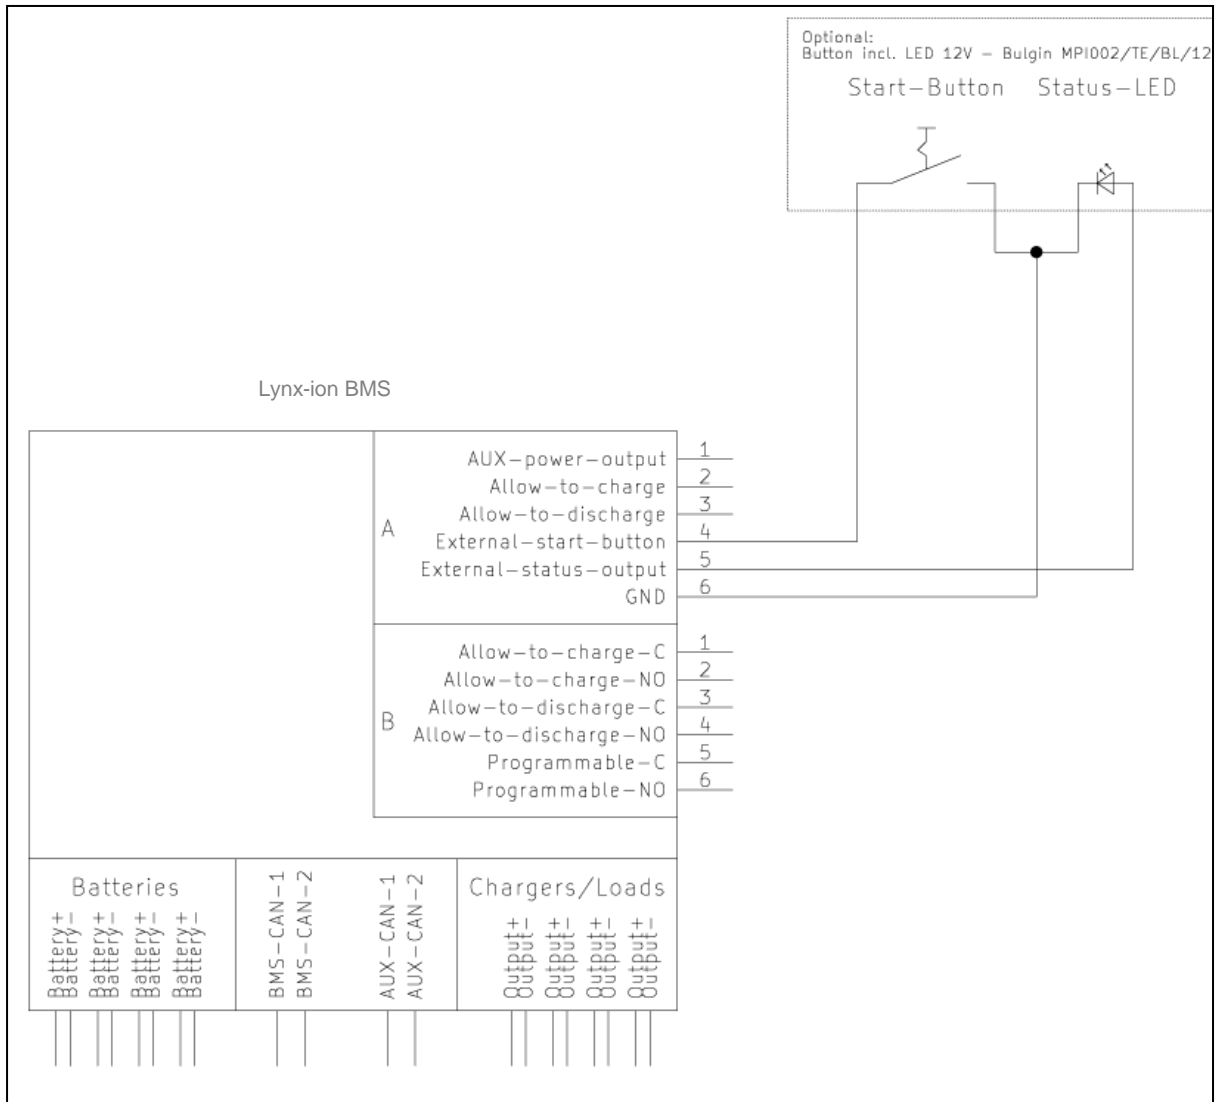 Optional:
Button incl. LED 12V – Bulgin MPI002/TE/BL/12
Start–Button Status–LED
Lynx-ion BMS
A
AUX–power–output 1
Allow–to–charge 2
Allow–to–discharge 3
External–start–button 4
External–status–output 5
GND 6
B
Allow–to–charge–C 1
Allow–to–charge–NO 2
Allow–to–discharge–C 3
Allow–to–discharge–NO 4
Programmable–C 5
Programmable–NO 6
Batteries
Battery+
Battery–
Battery+
Battery–
Battery+
Battery–
Battery+
Battery–
BMS–CAN–1
BMS–CAN–2
AUX–CAN–1
AUX–CAN–2
Chargers/Loads
Output+
Output–
Output+
Output–
Output+
Output–
Output+
Output–